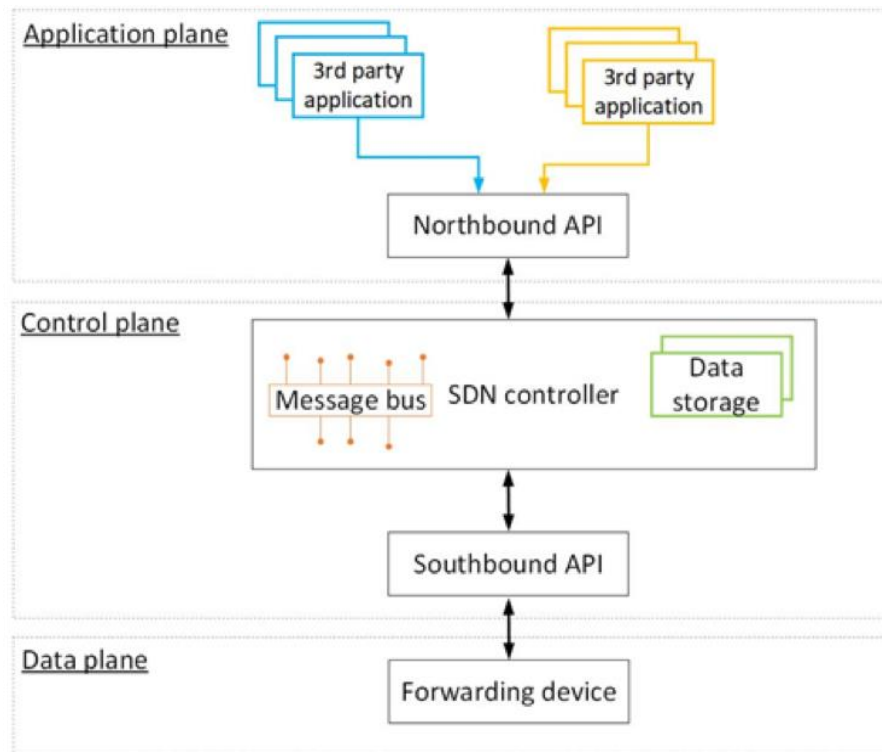 Application plane
3rd party
application
3rd party
application
Northbound API
Control plane
Message bus
SDN controller
Data
storage
Southbound API
Data plane
Forwarding device